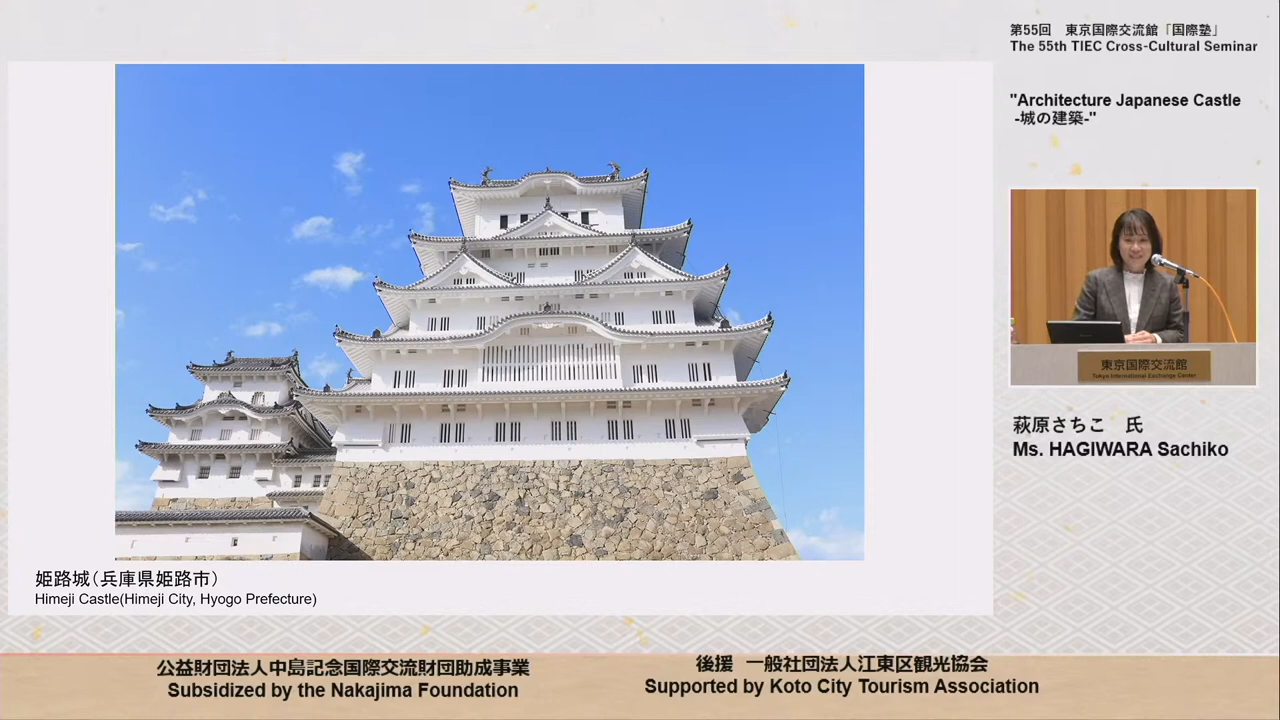 第55回　東京国際交流館「国際塾」
The 55th TIEC Cross-Cultural Seminar
"Architecture Japanese Castle
-城の建築-"
東京国際交流館
Tokyo International Exchange Center
萩原さちこ　氏
Ms. HAGIWARA Sachiko
姫路城（兵庫県姫路市）
Himeji Castle(Himeji City, Hyogo Prefecture)
公益財団法人中島記念国際交流財団助成事業
Subsidized by the Nakajima Foundation
後援　一般社団法人江東区観光協会
Supported by Koto City Tourism Association